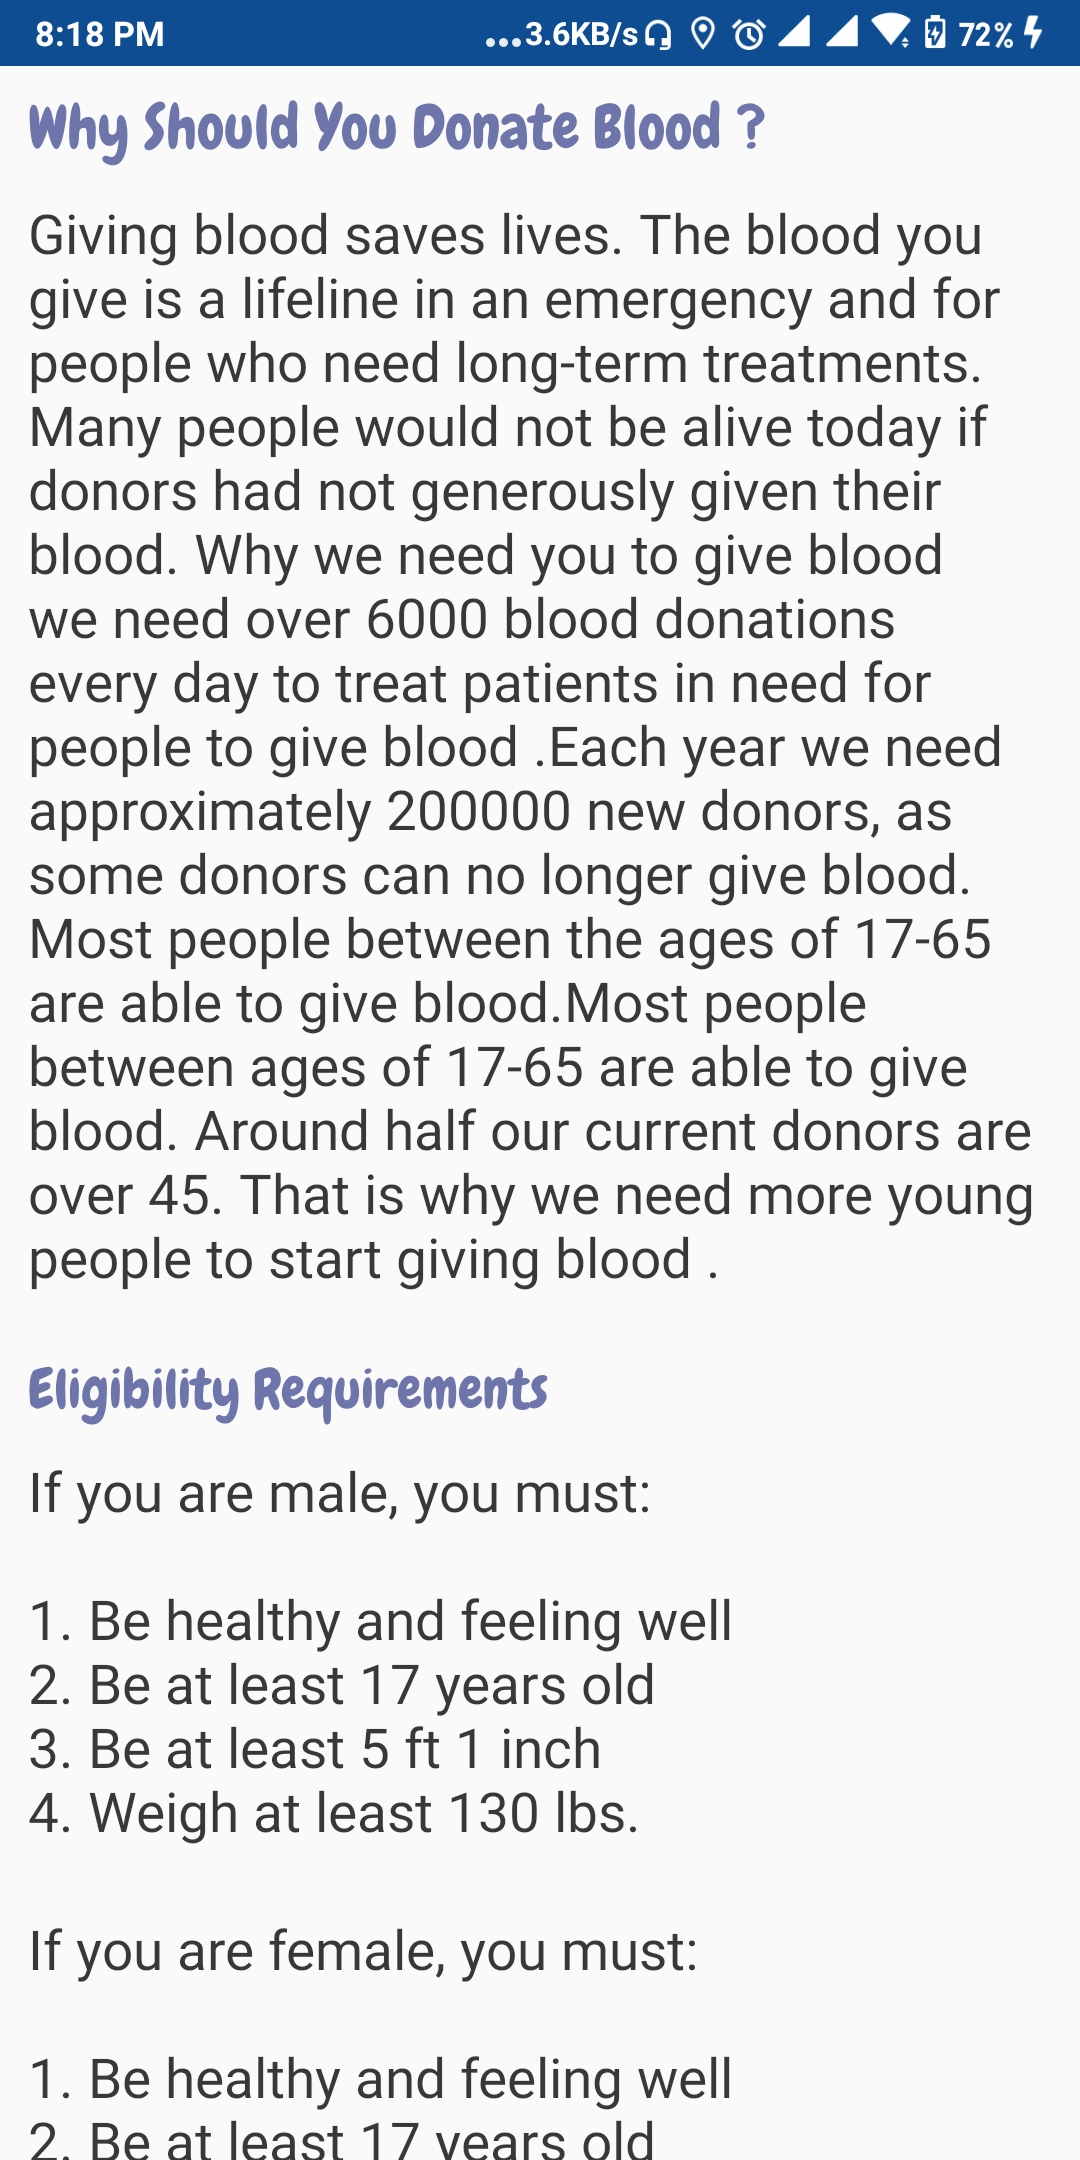 8:18 PM ...3.6KB/s 72%
Why Should You Donate Blood ?
Giving blood saves lives. The blood you
give is a lifeline in an emergency and for
people who need long-term treatments.
Many people would not be alive today if
donors had not generously given their
blood. Why we need you to give blood
we need over 6000 blood donations
every day to treat patients in need for
people to give blood .Each year we need
approximately 200000 new donors, as
some donors can no longer give blood.
Most people between the ages of 17-65
are able to give blood.Most people
between ages of 17-65 are able to give
blood. Around half our current donors are
over 45. That is why we need more young
people to start giving blood .
Eligibility Requirements
If you are male, you must:
1. Be healthy and feeling well
2. Be at least 17 years old
3. Be at least 5 ft 1 inch
4. Weigh at least 130 lbs.
If you are female, you must:
1. Be healthy and feeling well
2. Be at least 17 years old